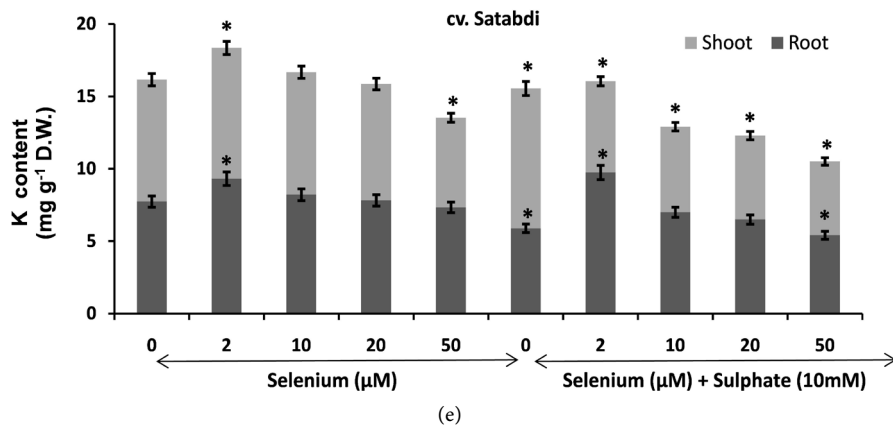 cv. Satabdi
Shoot Root
K content
(mg g⁻¹ D.W.)
20
15
10
5
0
* * * * * * * *
* * * *
0 2 10 20 50 0 2 10 20 50
Selenium (µM) Selenium (µM) + Sulphate (10mM)
(e)